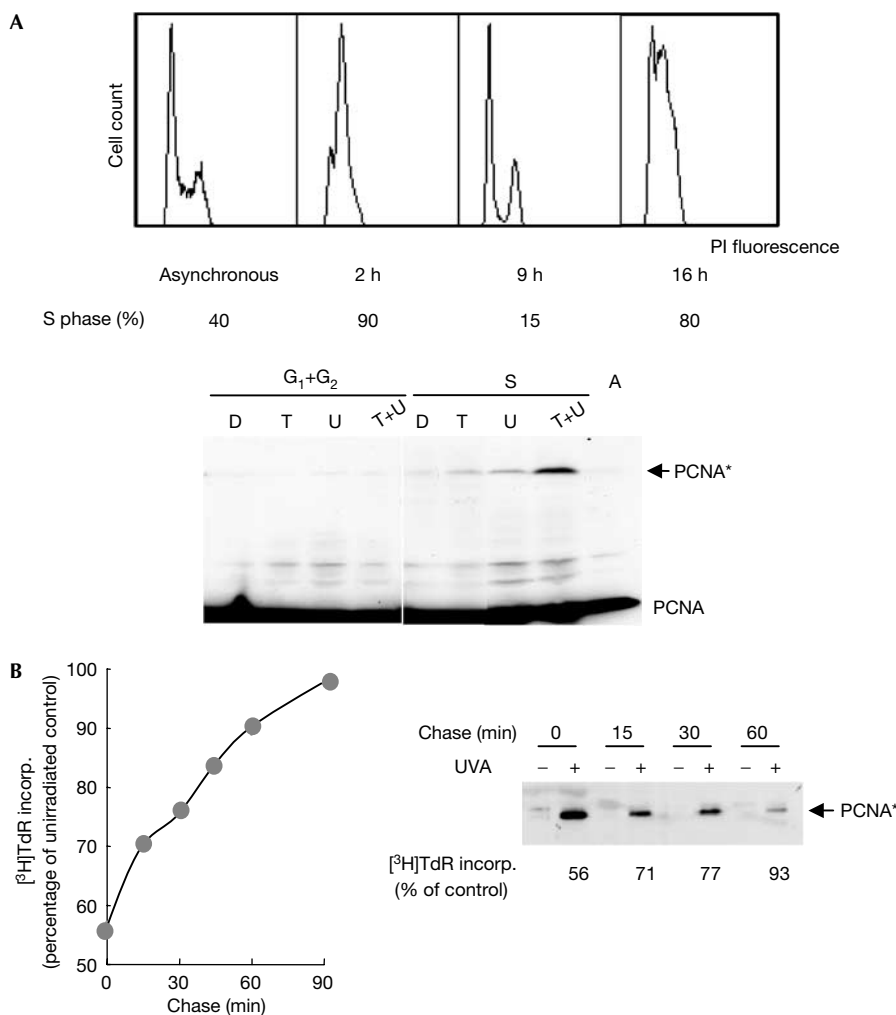 A
Cell count
PI fluorescence
Asynchronous 2 h 9 h 16 h
S phase (%) 40 90 15 80
G₁+G₂ S A
D T U T+U D T U T+U
PCNA*
PCNA
B
[³H]TdR incorp.
(percentage of unirradiated control)
100
90
80
70
60
50
0 30 60 90
Chase (min)
Chase (min) 0 15 30 60
UVA – + – + – + – +
PCNA*
[³H]TdR incorp.
(% of control)
56 71 77 93